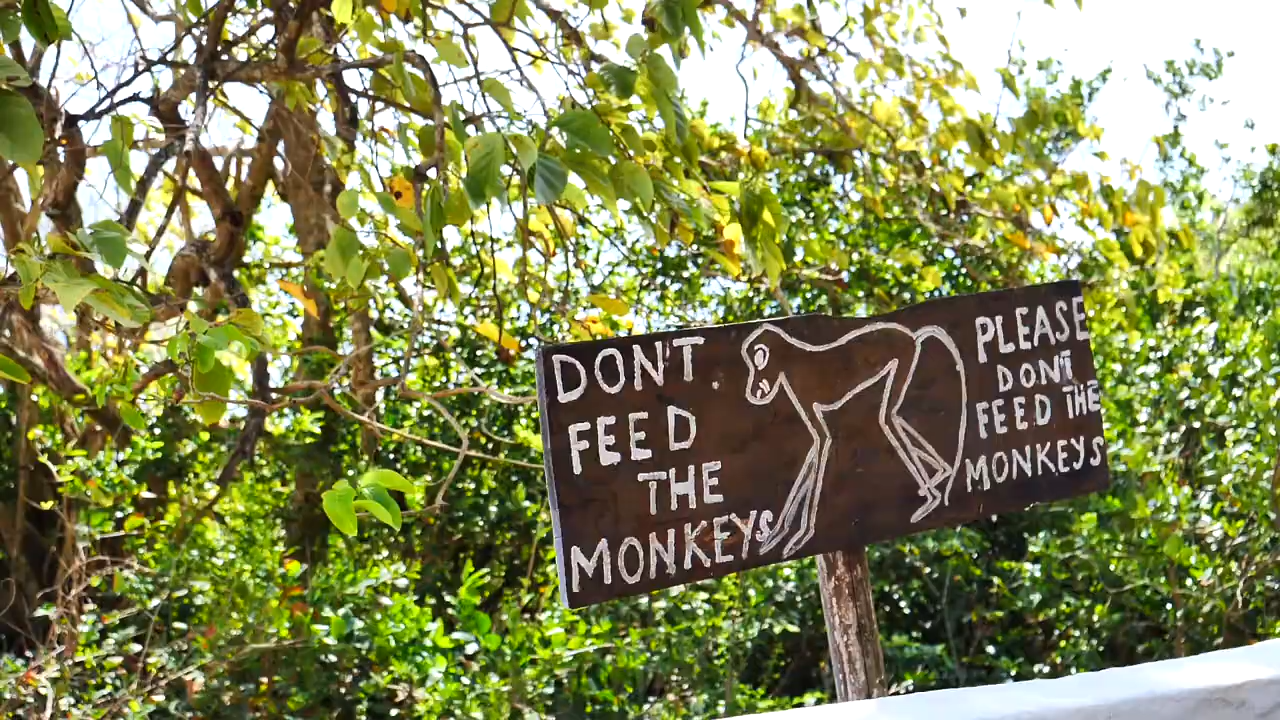 DON'T
FEED
THE
MONKEYS
PLEASE
DONT
FEED THE
MONKEYS